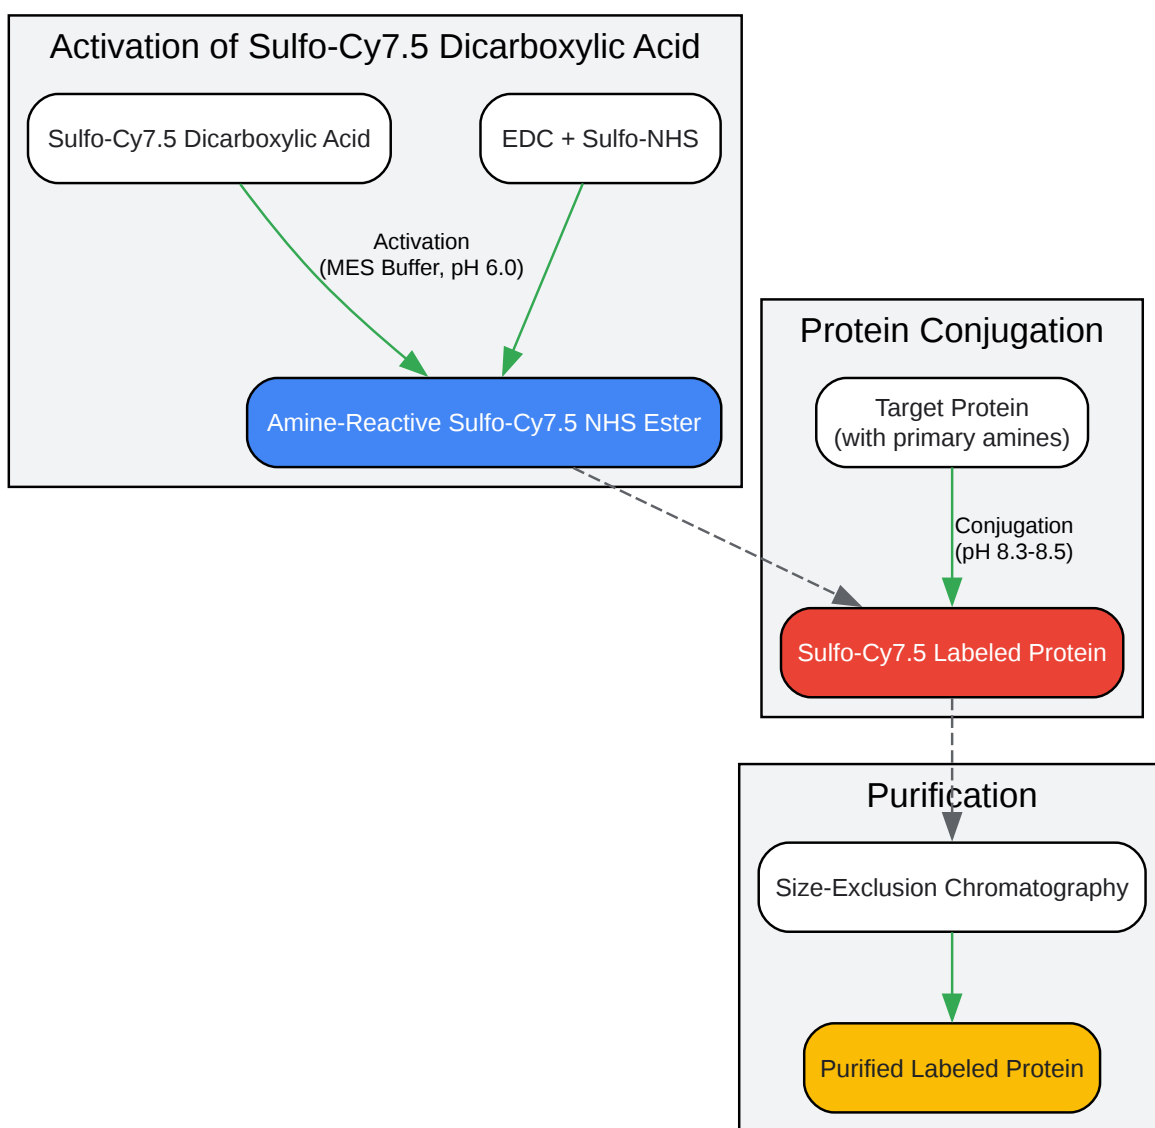 Activation of Sulfo-Cy7.5 Dicarboxylic Acid
Sulfo-Cy7.5 Dicarboxylic Acid
EDC + Sulfo-NHS
Activation
(MES Buffer, pH 6.0)
Amine-Reactive Sulfo-Cy7.5 NHS Ester
Protein Conjugation
Target Protein
(with primary amines)
Conjugation
(pH 8.3-8.5)
Sulfo-Cy7.5 Labeled Protein
Purification
Size-Exclusion Chromatography
Purified Labeled Protein